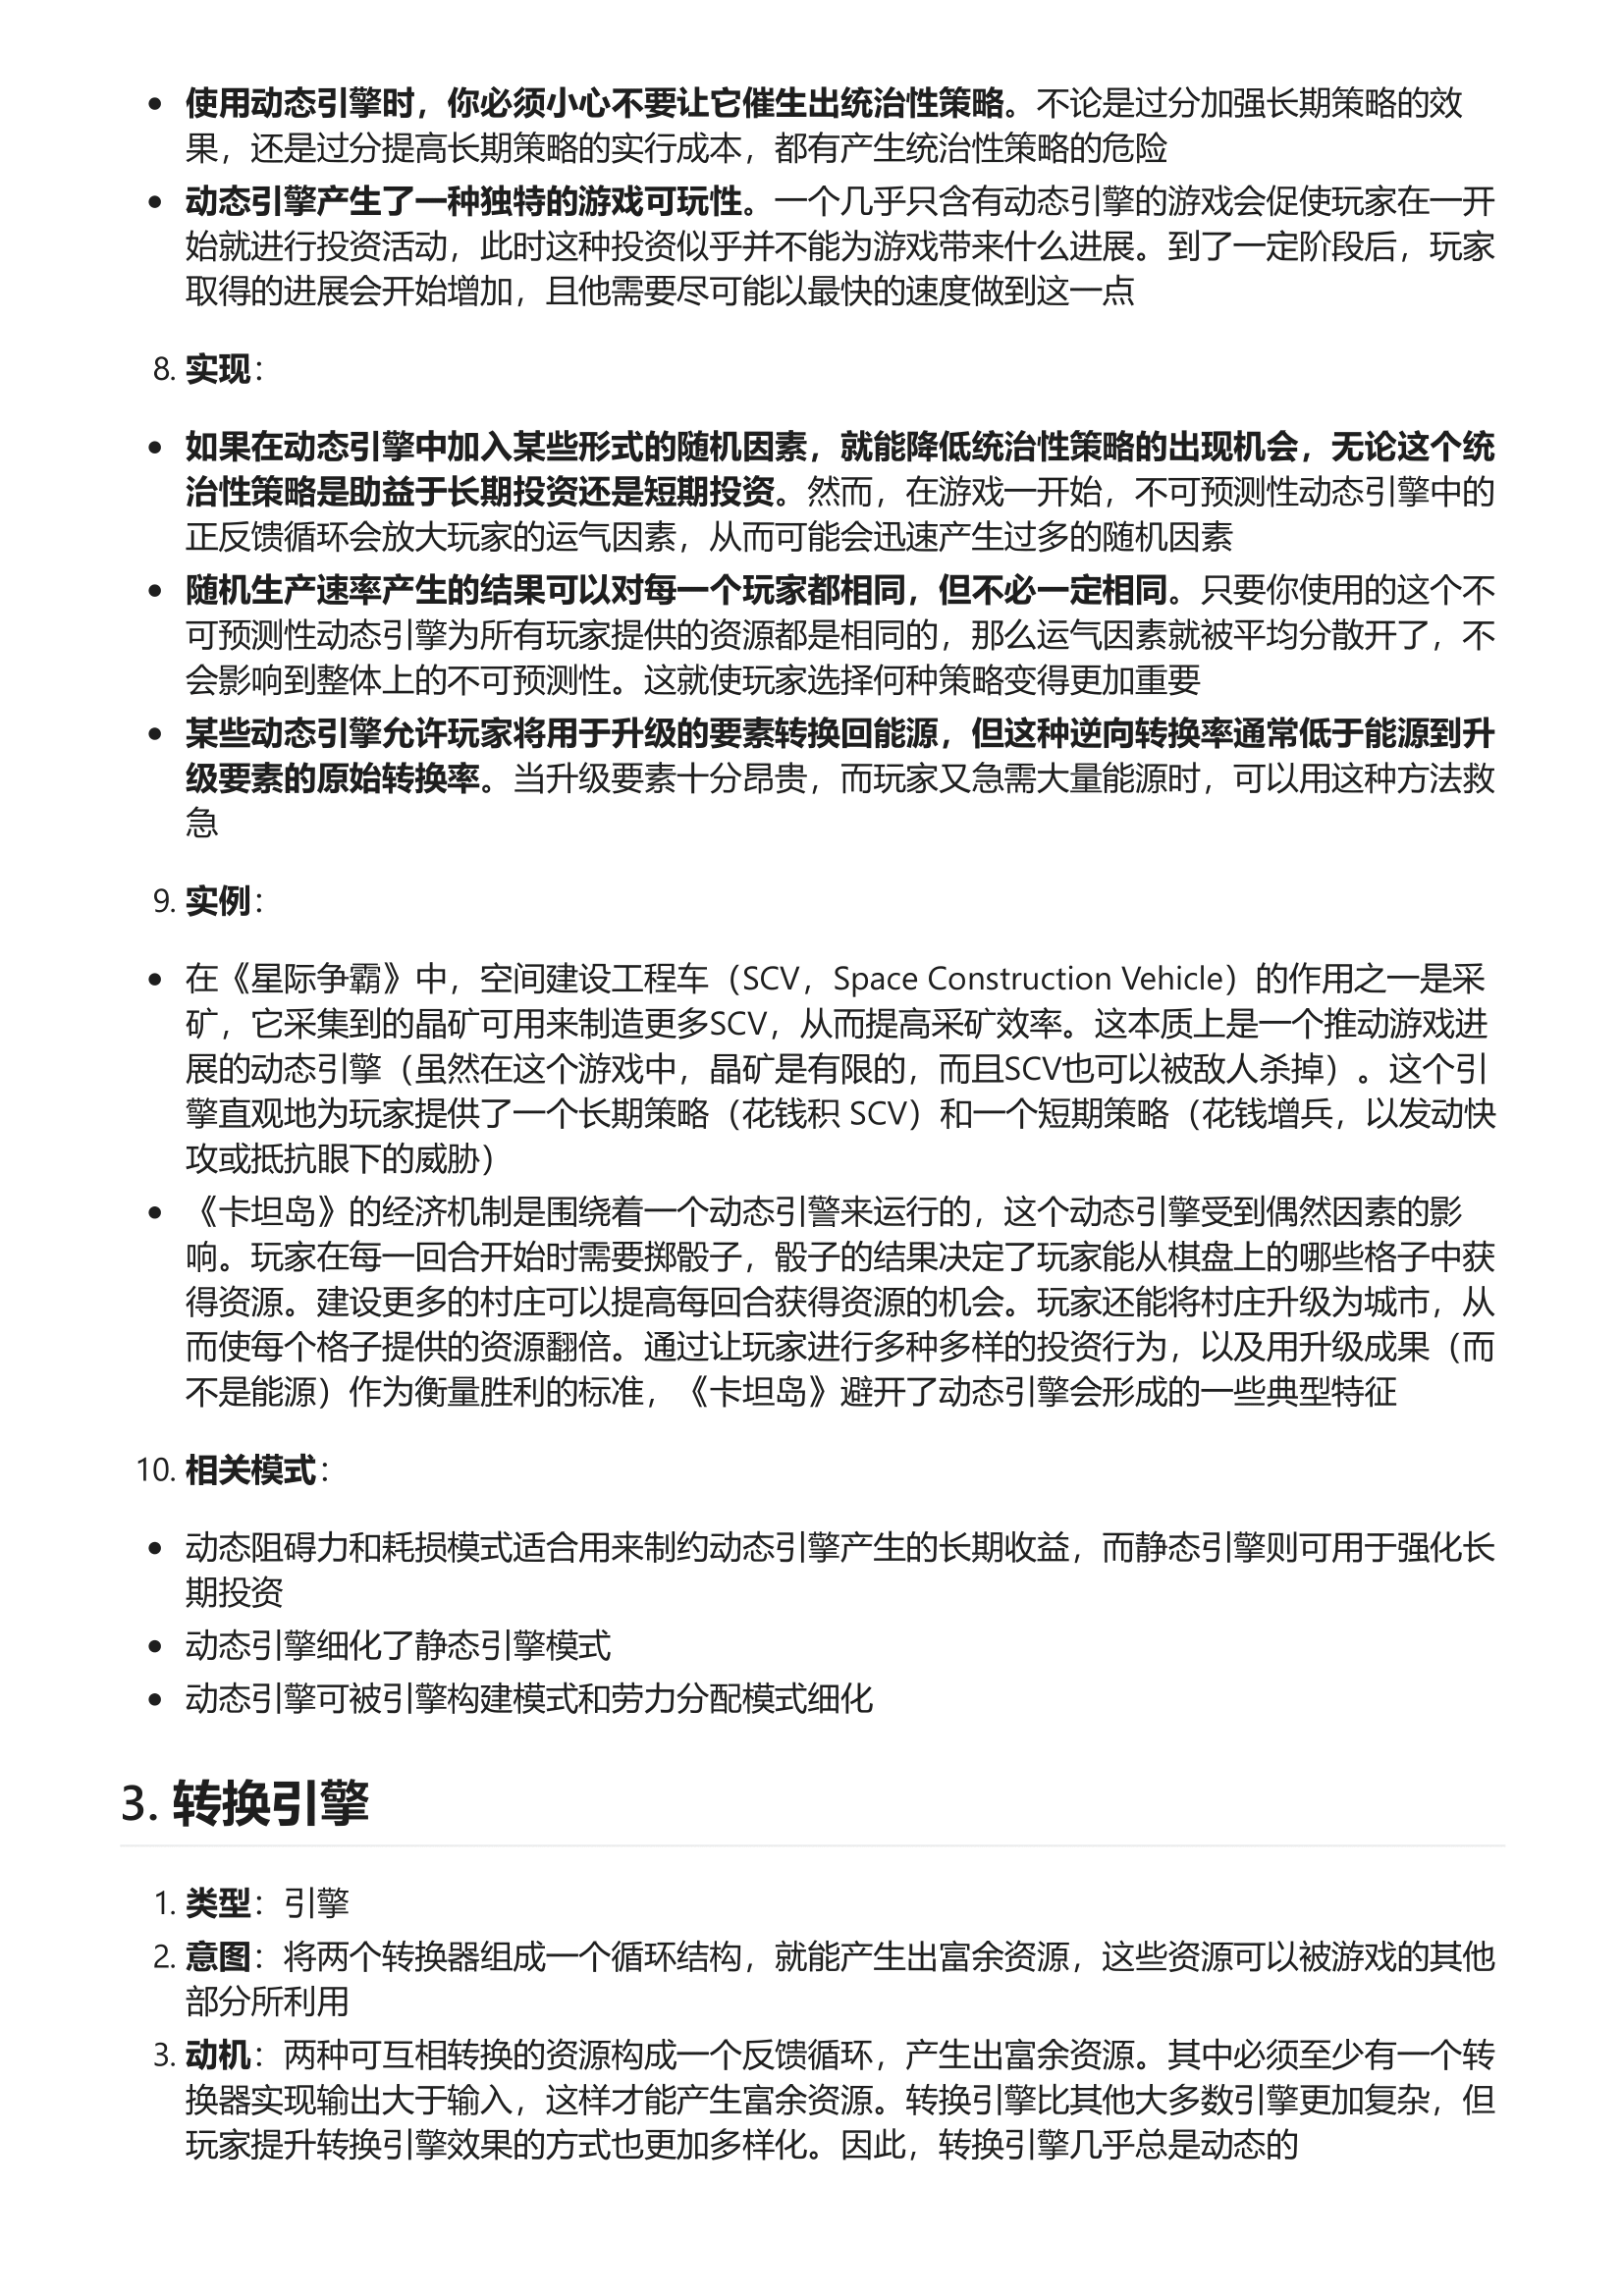 使用动态引擎时，你必须小心不要让它催生出统治性策略。不论是过分加强长期策略的效
果，还是过分提高长期策略的实行成本，都有产生统治性策略的危险
动态引擎产生了一种独特的游戏可玩性。一个几乎只含有动态引擎的游戏会促使玩家在一开
始就进行投资活动，此时这种投资似乎并不能为游戏带来什么进展。到了一定阶段后，玩家
取得的进展会开始增加，且他需要尽可能以最快的速度做到这一点
8. 实现：
如果在动态引擎中加入某些形式的随机因素，就能降低统治性策略的出现机会，无论这个统
治性策略是助益于长期投资还是短期投资。然而，在游戏一开始，不可预测性动态引擎中的
正反馈循环会放大玩家的运气因素，从而可能会迅速产生过多的随机因素
随机生产速率产生的结果可以对每一个玩家都相同，但不必一定相同。只要你使用的这个不
可预测性动态引擎为所有玩家提供的资源都是相同的，那么运气因素就被平均分散开了，不
会影响到整体上的不可预测性。这就使玩家选择何种策略变得更加重要
某些动态引擎允许玩家将用于升级的要素转换回能源，但这种逆向转换率通常低于能源到升
级要素的原始转换率。当升级要素十分昂贵，而玩家又急需大量能源时，可以用这种方法救
急
9. 实例：
在《星际争霸》中，空间建设工程车（SCV，Space Construction Vehicle）的作用之一是采
矿，它采集到的晶矿可用来制造更多SCV，从而提高采矿效率。这本质上是一个推动游戏进
展的动态引擎（虽然在这个游戏中，晶矿是有限的，而且SCV也可以被敌人杀掉）。这个引
擎直观地为玩家提供了一个长期策略（花钱积 SCV）和一个短期策略（花钱增兵，以发动快
攻或抵抗眼下的威胁）
《卡坦岛》的经济机制是围绕着一个动态引警来运行的，这个动态引擎受到偶然因素的影
响。玩家在每一回合开始时需要掷骰子，骰子的结果决定了玩家能从棋盘上的哪些格子中获
得资源。建设更多的村庄可以提高每回合获得资源的机会。玩家还能将村庄升级为城市，从
而使每个格子提供的资源翻倍。通过让玩家进行多种多样的投资行为，以及用升级成果（而
不是能源）作为衡量胜利的标准，《卡坦岛》避开了动态引擎会形成的一些典型特征
10. 相关模式：
动态阻碍力和耗损模式适合用来制约动态引擎产生的长期收益，而静态引擎则可用于强化长
期投资
动态引擎细化了静态引擎模式
动态引擎可被引擎构建模式和劳力分配模式细化
3. 转换引擎
1. 类型：引擎
2. 意图：将两个转换器组成一个循环结构，就能产生出富余资源，这些资源可以被游戏的其他
部分所利用
3. 动机：两种可互相转换的资源构成一个反馈循环，产生出富余资源。其中必须至少有一个转
换器实现输出大于输入，这样才能产生富余资源。转换引擎比其他大多数引擎更加复杂，但
玩家提升转换引擎效果的方式也更加多样化。因此，转换引擎几乎总是动态的